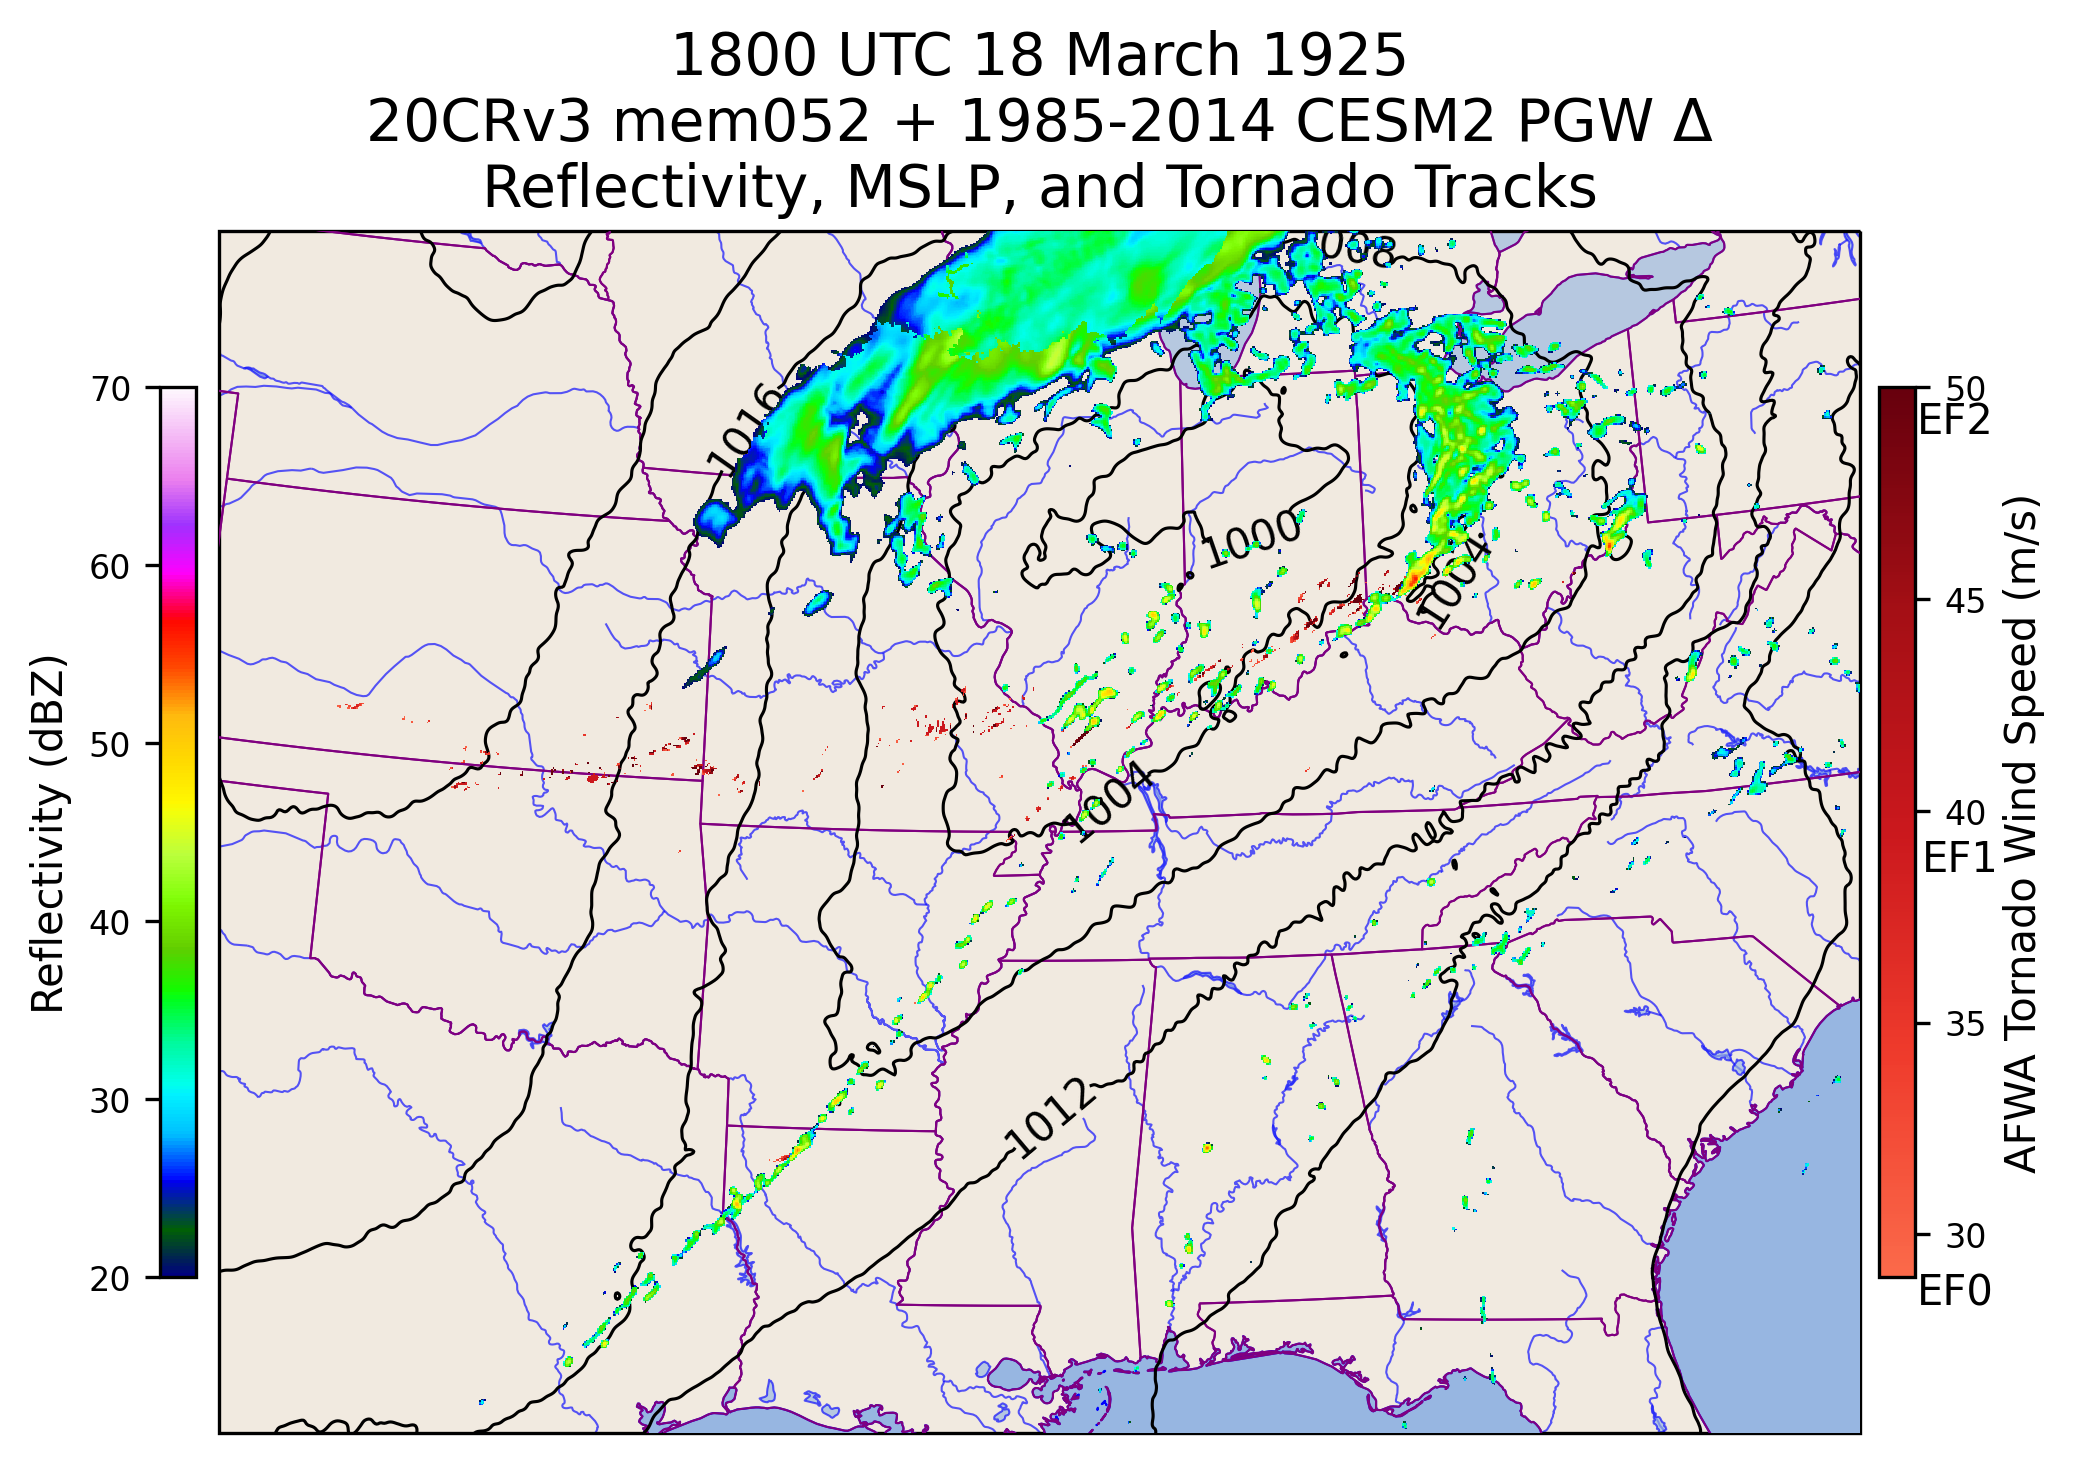 1800 UTC 18 March 1925
20CRv3 mem052 + 1985-2014 CESM2 PGW Δ
Reflectivity, MSLP, and Tornado Tracks
70
60
50
40
30
20
Reflectivity (dBZ)
1016
1000
1004
1004
1012
50
EF2
45
40
EF1
35
30
EF0
AFWA Tornado Wind Speed (m/s)